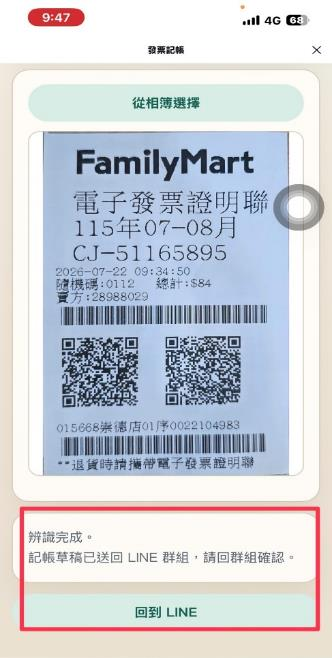 9:47
4G 68
發票記帳
從相簿選擇
FamilyMart
電子發票證明聯
115年07-08月
CJ-51165895
2026-07-22 09:34:50
隨機碼:0112 總計:$84
賣方:28988029
015668崇德店01序0022104983
**退貨時請攜帶電子發票證明聯
辨識完成。
記帳草稿已送回 LINE 群組，請回群組確認。
回到 LINE